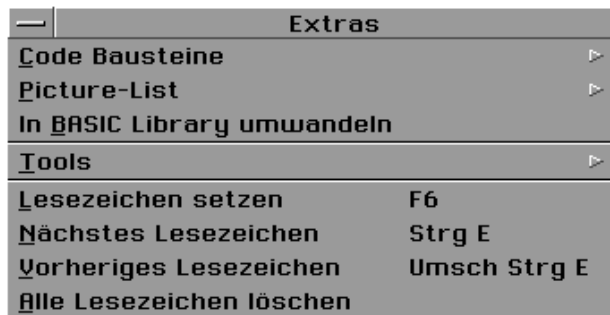 Extras
Code Bausteine
Picture-List
In BASIC Library umwandeln
Tools
Lesezeichen setzen F6
Nächstes Lesezeichen Strg E
Vorheriges Lesezeichen Umsch Strg E
Alle Lesezeichen löschen